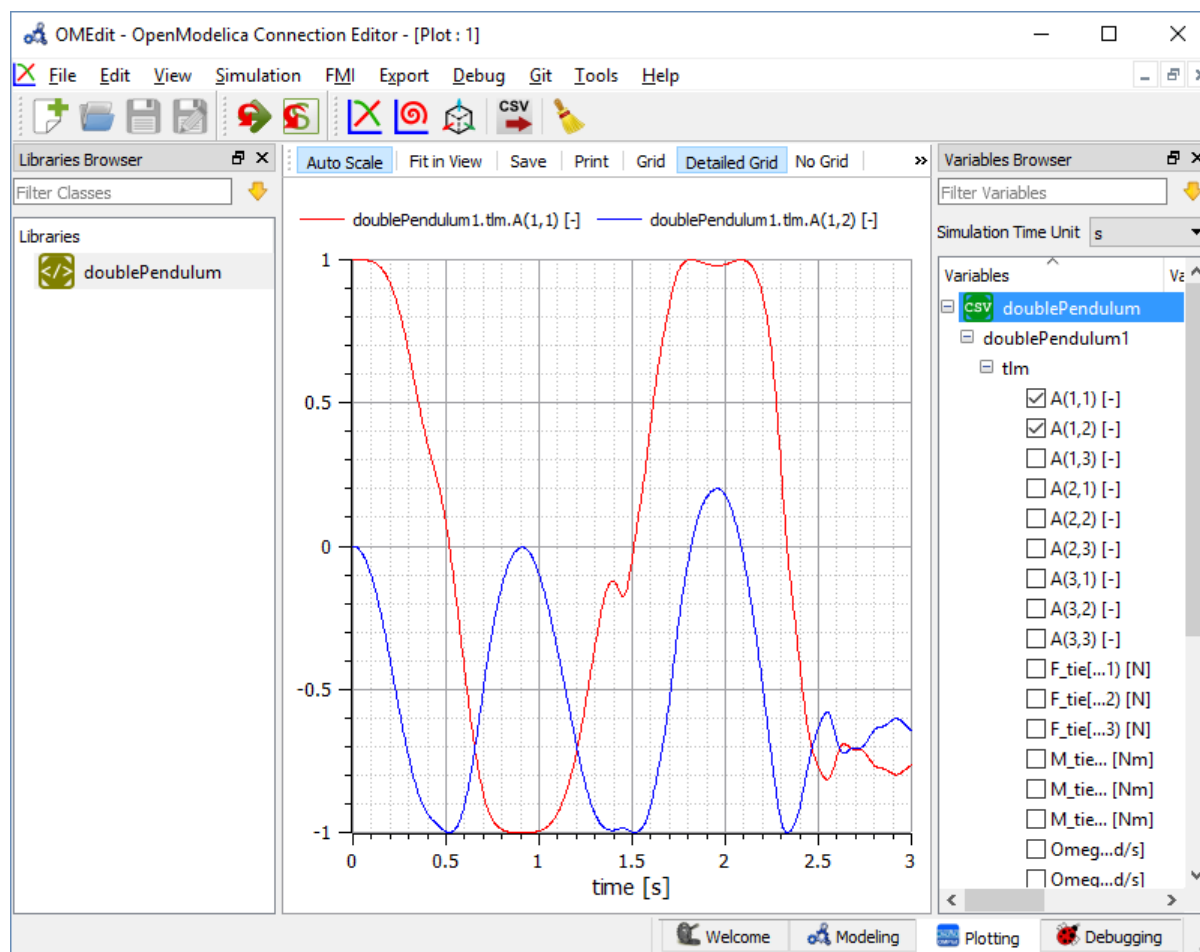 OMEdit - OpenModelica Connection Editor - [Plot : 1]
File Edit View Simulation FMI Export Debug Git Tools Help
CSV
Libraries Browser
Filter Classes
Libraries
doublePendulum
Auto Scale Fit in View Save Print Grid Detailed Grid No Grid »
doublePendulum1.tlm.A(1,1) [-] doublePendulum1.tlm.A(1,2) [-]
1
0.5
0
-0.5
-1
0 0.5 1 1.5 2 2.5 3
time [s]
Variables Browser
Filter Variables
Simulation Time Unit s
Variables
CSV doublePendulum
doublePendulum1
tlm
A(1,1) [-]
A(1,2) [-]
A(1,3) [-]
A(2,1) [-]
A(2,2) [-]
A(2,3) [-]
A(3,1) [-]
A(3,2) [-]
A(3,3) [-]
F_tie[...1) [N]
F_tie[...2) [N]
F_tie[...3) [N]
M_tie... [Nm]
M_tie... [Nm]
M_tie... [Nm]
Omeg...d/s]
Omeg...d/s]
Welcome Modeling Plotting Debugging